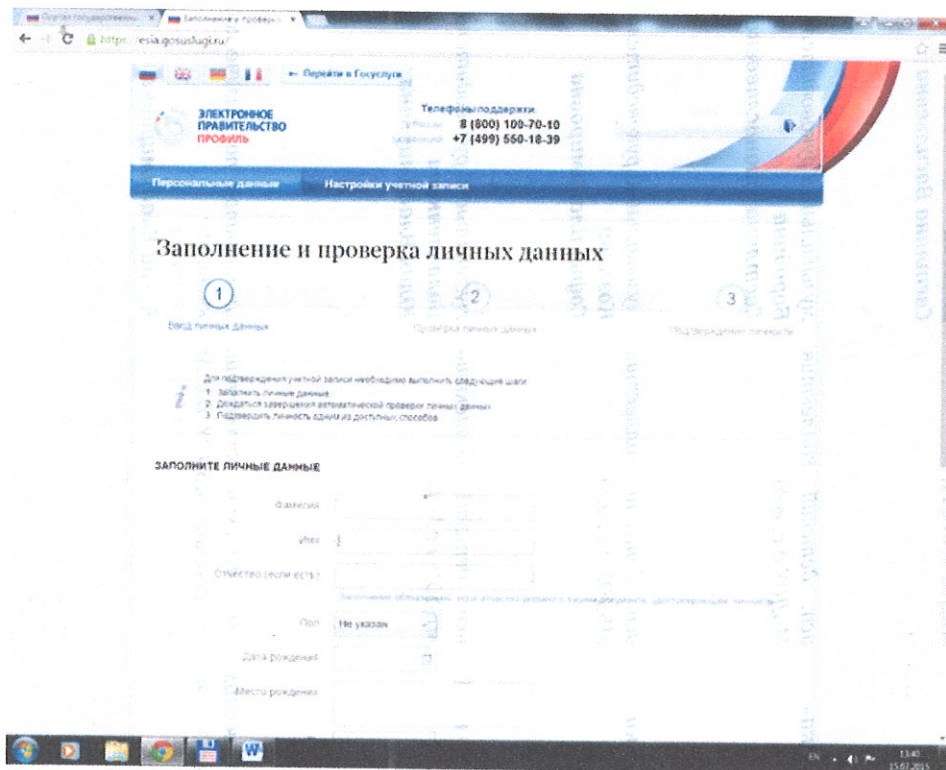 Портал государственны
Заполнение и проверка
https://esia.gosuslugi.ru
← Перейти в Госуслуги
ЭЛЕКТРОННОЕ
ПРАВИТЕЛЬСТВО
ПРОФИЛЬ
Телефоны поддержки
8 (800) 100-70-10
+7 (499) 550-18-39
Персональные данные Настройки учетной записи
Заполнение и проверка личных данных
1 2 3
Ввод личных данных Проверка личных данных Подтверждение личности
Для подтверждения учетной записи необходимо выполнить следующие шаги
1 Заполнить личные данные
2 Дождаться завершения автоматической проверки личных данных
3 Подтвердить личность одним из доступных способов
ЗАПОЛНИТЕ ЛИЧНЫЕ ДАННЫЕ
Фамилия
Имя
Отчество (если есть)
Пол Не указан
Дата рождения
Место рождения
EN
13:40
15.07.2015